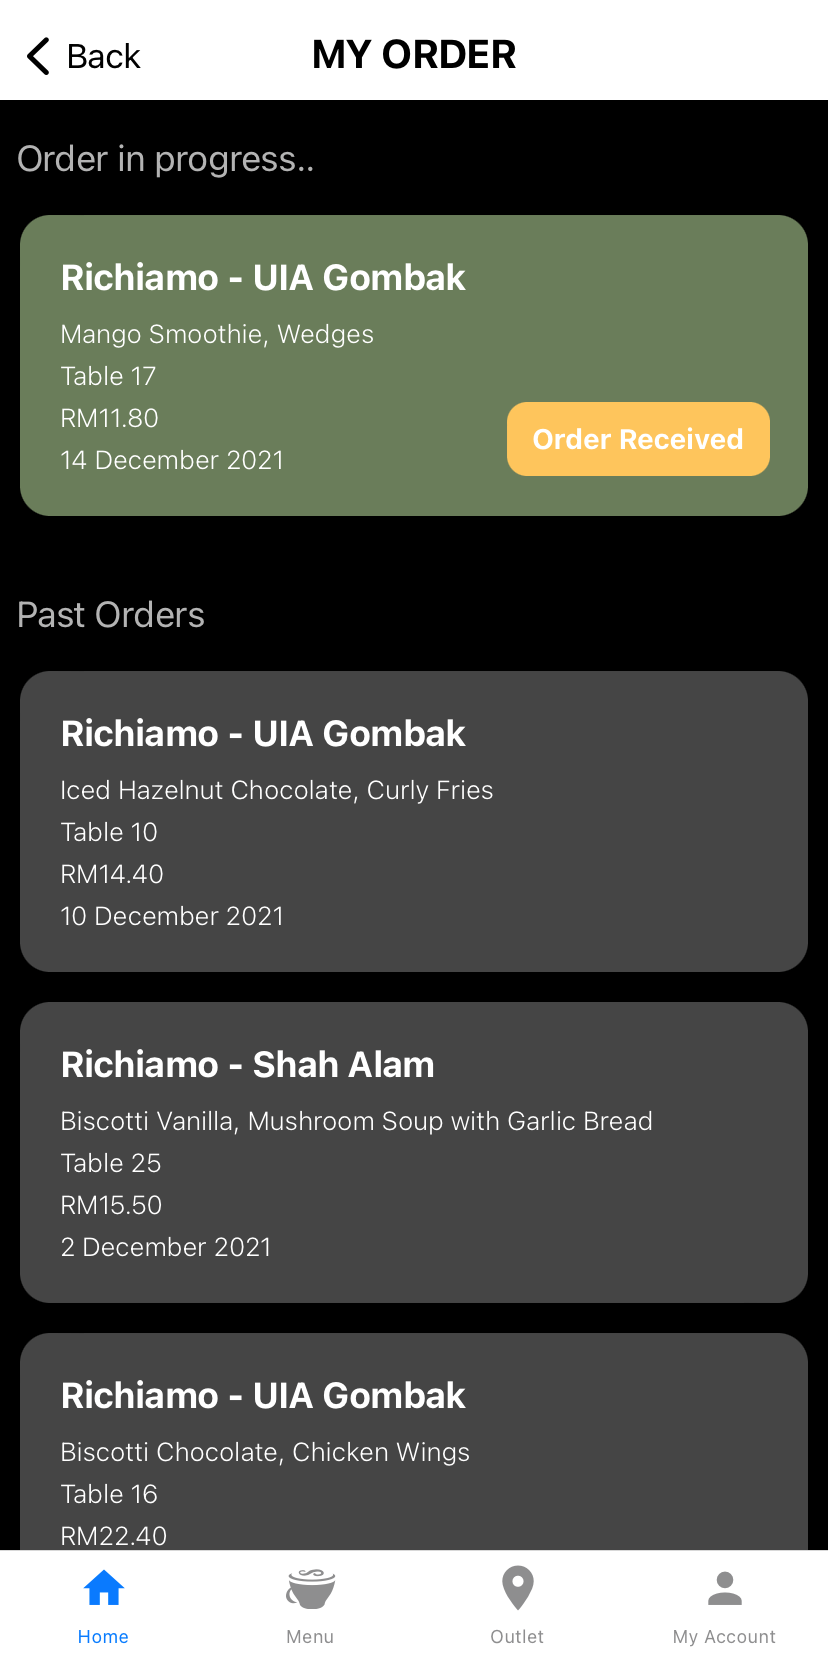 Back
MY ORDER
Order in progress..
Richiamo - UIA Gombak
Mango Smoothie, Wedges
Table 17
RM11.80
14 December 2021
Order Received
Past Orders
Richiamo - UIA Gombak
Iced Hazelnut Chocolate, Curly Fries
Table 10
RM14.40
10 December 2021
Richiamo - Shah Alam
Biscotti Vanilla, Mushroom Soup with Garlic Bread
Table 25
RM15.50
2 December 2021
Richiamo - UIA Gombak
Biscotti Chocolate, Chicken Wings
Table 16
RM22.40
Home
Menu
Outlet
My Account